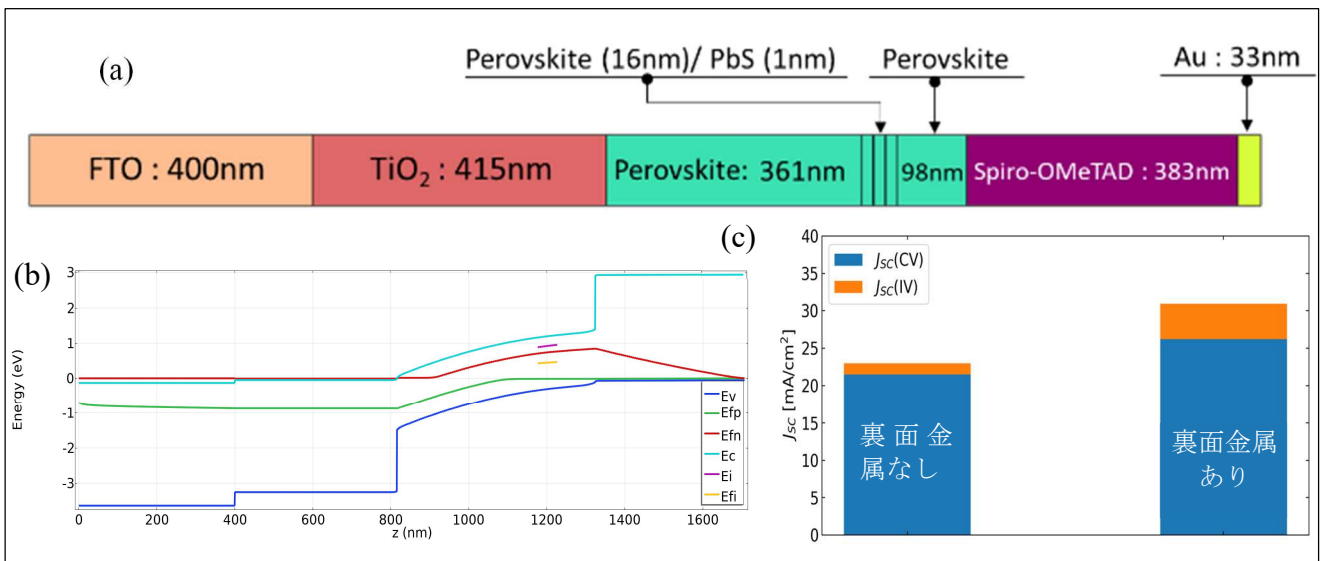 (a)
Perovskite (16nm)/ PbS (1nm)
Perovskite
Au : 33nm
FTO : 400nm
TiO₂ : 415nm
Perovskite: 361nm
98nm
Spiro-OMeTAD : 383nm
(b)
Energy (eV)
3
2
1
0
-1
-2
-3
0
200
400
600
800
1000
1200
1400
1600
z (nm)
Ev
Efp
Efn
Ec
Ei
Efi
(c)
J_SC [mA/cm²]
40
35
30
25
20
15
10
5
0
J_SC(CV)
J_SC(IV)
裏 面 金
属なし
裏面金属
あり